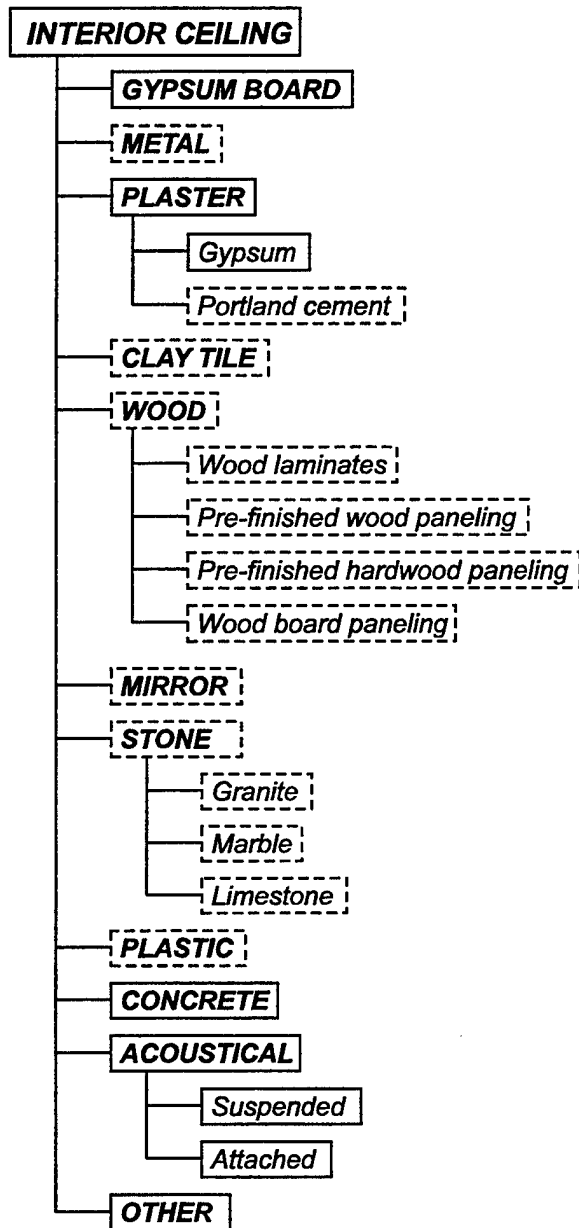 INTERIOR CEILING
GYPSUM BOARD
METAL
PLASTER
Gypsum
Portland cement
CLAY TILE
WOOD
Wood laminates
Pre-finished wood paneling
Pre-finished hardwood paneling
Wood board paneling
MIRROR
STONE
Granite
Marble
Limestone
PLASTIC
CONCRETE
ACOUSTICAL
Suspended
Attached
OTHER